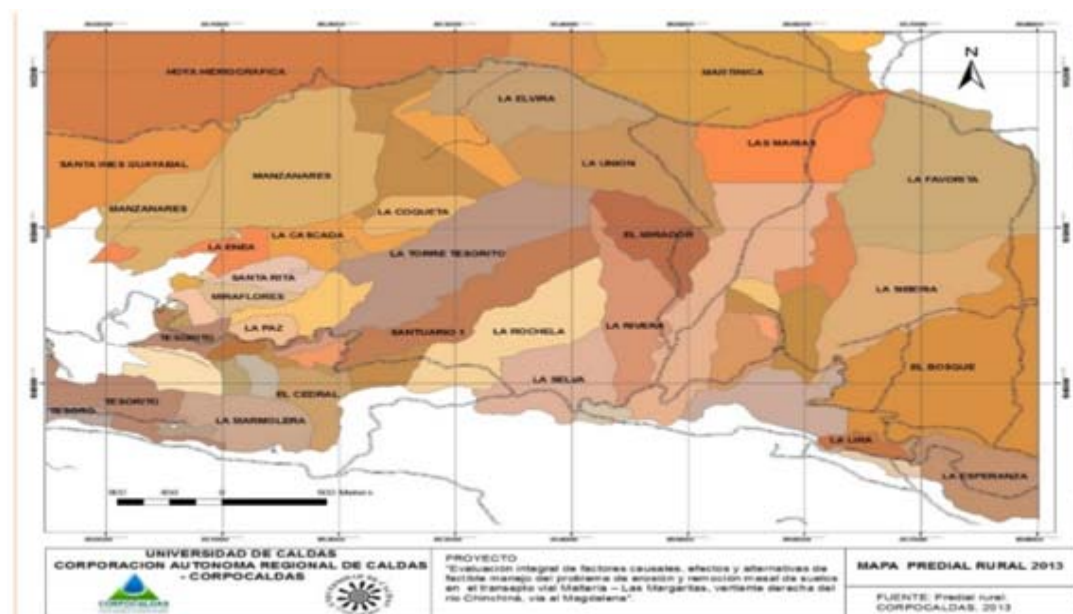 N
HOYA HIDROGRAFICA
MARTINICA
LA ELVIRA
LAS MARIAS
SANTA INES GUAYABAL
LA UNION
MANZANARES
LA FAVORITA
MANZANARES
LA COQUETA
LA CASCADA
EL MIRADOR
LA ENEA
LA TORRE TESORITO
SANTA RITA
LA SIBERIA
MIRAFLORES
LA PAZ
SANTUARIO 1
LA ROCHELA
LA RIVERA
TESORITO
EL BOSQUE
LA SELVA
EL CEDRAL
TESORITO
TESORO
LA MARMOLERA
LA LIRA
LA ESPERANZA
Meters
UNIVERSIDAD DE CALDAS
CORPORACION AUTONOMA REGIONAL DE CALDAS
- CORPOCALDAS
CORPOCALDAS
PROYECTO
"Evaluación integral de factores causales, efectos y alternativas de
factible manejo del problema de erosión y remoción masal de suelos
en el transepto vial Maltería – Las Margaritas, vertiente derecha del
río Chinchiná, vía al Magdalena".
MAPA PREDIAL RURAL 2013
FUENTE: Predial rural.
CORPOCALDAS, 2013